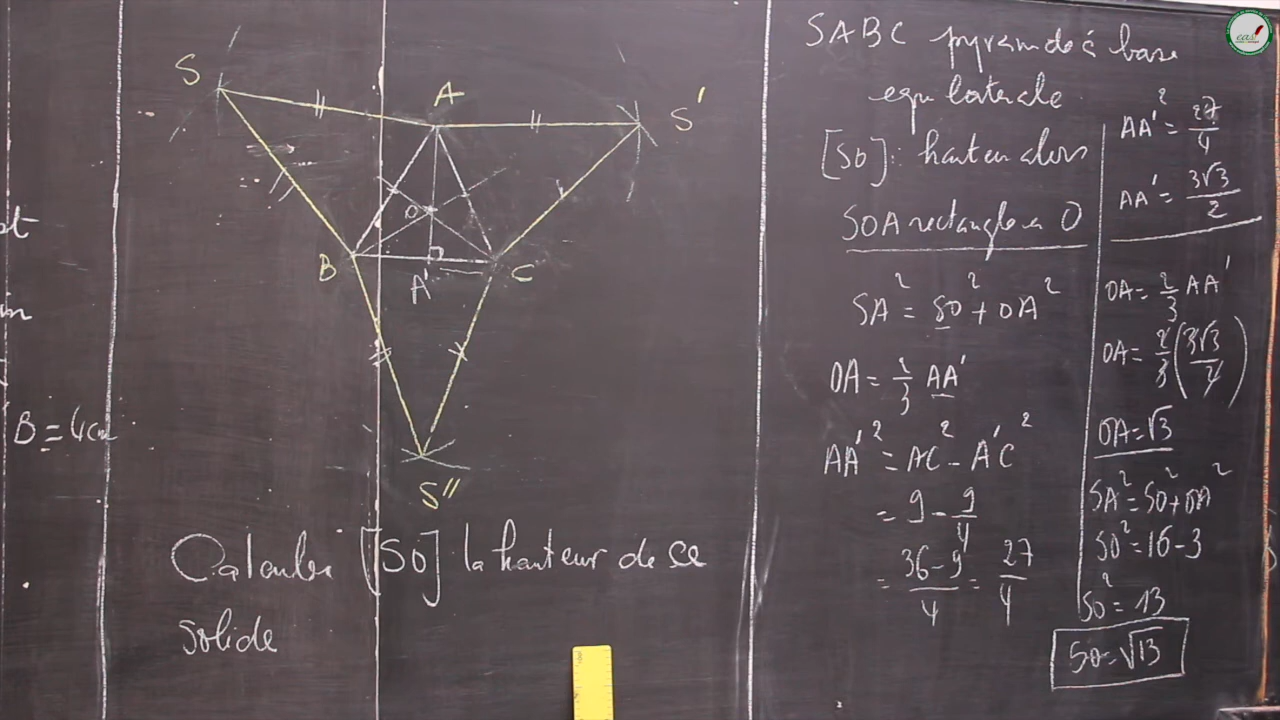 S
A
S'
O
B
A'
C
S''
B = 4cm
Calculer [SO] la hauteur de ce
solide
SABC pyramide à base
equilaterale
[SO]: hauteur alors
SOA rectangle en O
SA² = SO² + OA²
OA = 2/3 AA'
AA'² = AC² - A'C²
= 9 - 9/4
= (36-9)/4 = 27/4
AA'² = 27/4
AA' = 3√3/2
OA = 2/3 AA'
OA = 2/3 (3√3/2)
OA = √3
SA² = SO² + OA²
SO² = 16 - 3
SO² = 13
SO = √13
eas!